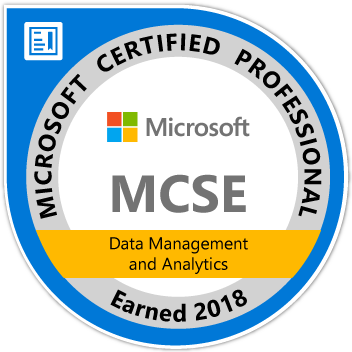 MICROSOFT CERTIFIED PROFESSIONAL
Microsoft
MCSE
Data Management
and Analytics
Earned 2018